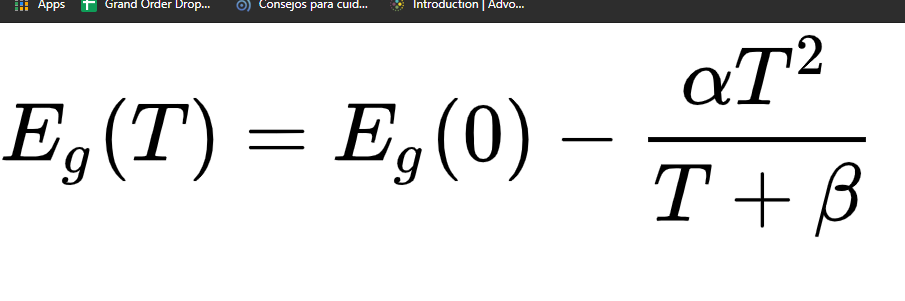 Apps Grand Order Drop... Consejos para cuid... Introduction | Advo...
E_g(T) = E_g(0) − αT² / (T + β)